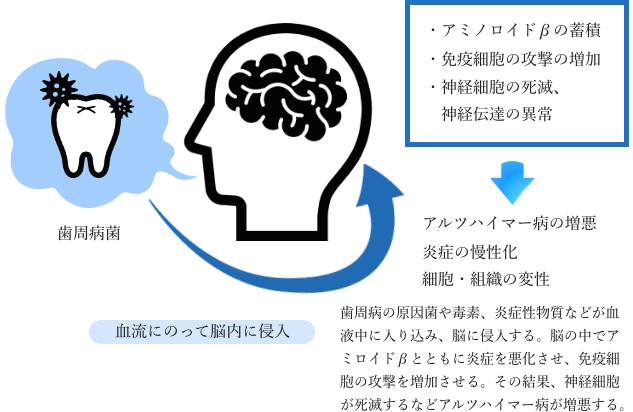 ・アミノロイドβの蓄積
・免疫細胞の攻撃の増加
・神経細胞の死滅、
神経伝達の異常
アルツハイマー病の増悪
炎症の慢性化
細胞・組織の変性
歯周病菌
血流にのって脳内に侵入
歯周病の原因菌や毒素、炎症性物質などが血
液中に入り込み、脳に侵入する。脳の中でア
ミロイドβとともに炎症を悪化させ、免疫細
胞の攻撃を増加させる。その結果、神経細胞
が死滅するなどアルツハイマー病が増悪する。